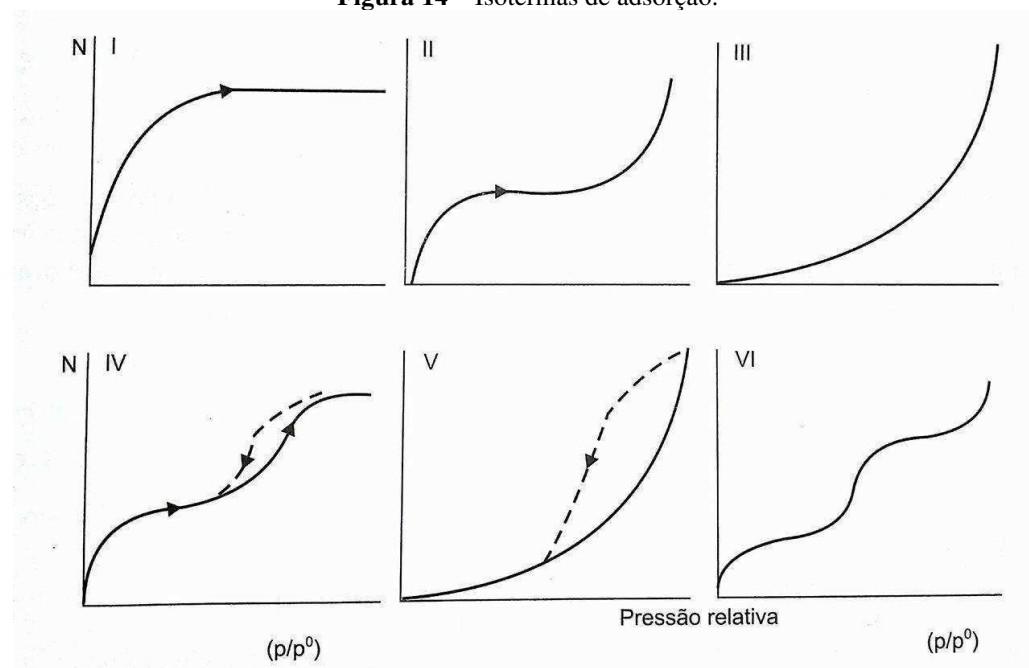 Figura 14 – Isotermas de adsorção.
N I
II
III
N IV
V
VI
Pressão relativa
(p/p⁰)
(p/p⁰)